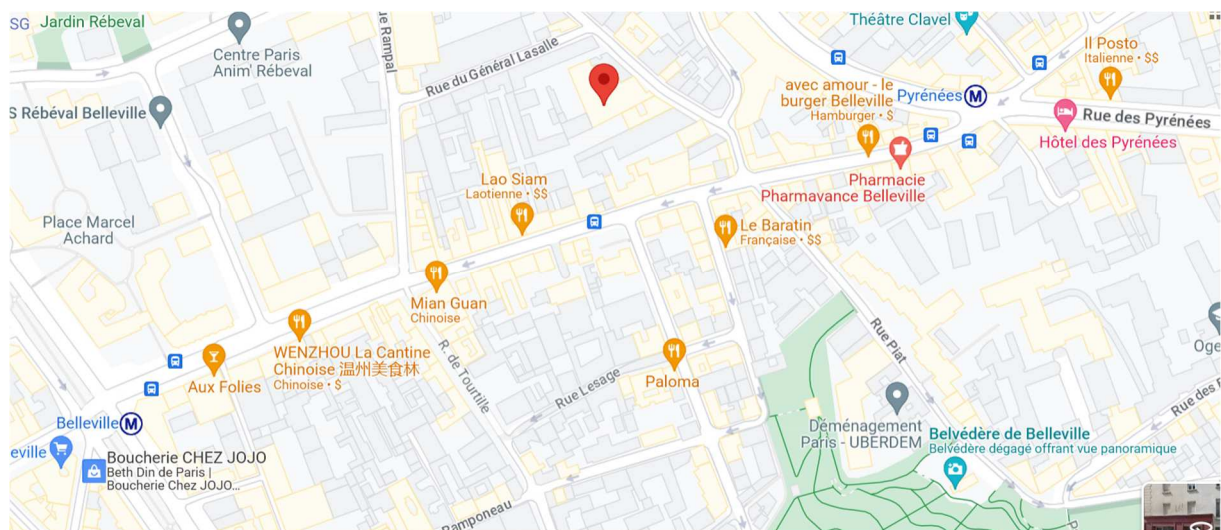 SG
Jardin Rébeval
Centre Paris
Anim' Rébeval
ue Rampal
Rue du Général Lasalle
Théâtre Clavel
Il Posto
Italienne • $$
avec amour - le
burger Belleville
Hamburger • $
Pyrénées
M
Rue des Pyrénées
Hôtel des Pyrénées
S Rébéval Belleville
Pharmacie
Pharmavance Belleville
Lao Siam
Laotienne • $$
Place Marcel
Achard
Le Baratin
Française • $$
Mian Guan
Chinoise
WENZHOU La Cantine
Chinoise 温州美食林
Chinoise • $
Aux Folies
R. de Tourtille
Rue Lesage
Paloma
Rue Piat
Oge
Belleville
M
eville
Boucherie CHEZ JOJO
Beth Din de Paris |
Boucherie Chez JOJO...
Déménagement
Paris - UBERDEM
Belvédère de Belleville
Belvédère dégagé offrant vue panoramique
Rue des
Ramponeau